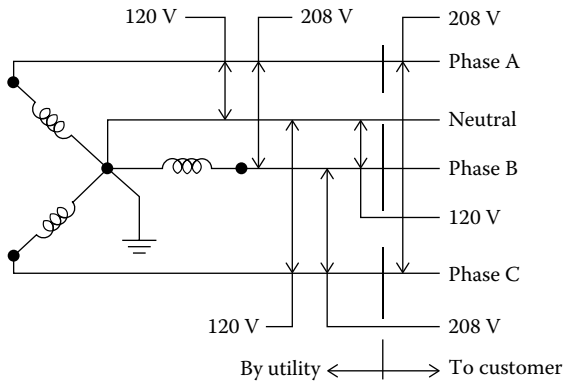 120 V
208 V
208 V
Phase A
Neutral
Phase B
120 V
Phase C
120 V
208 V
By utility
To customer